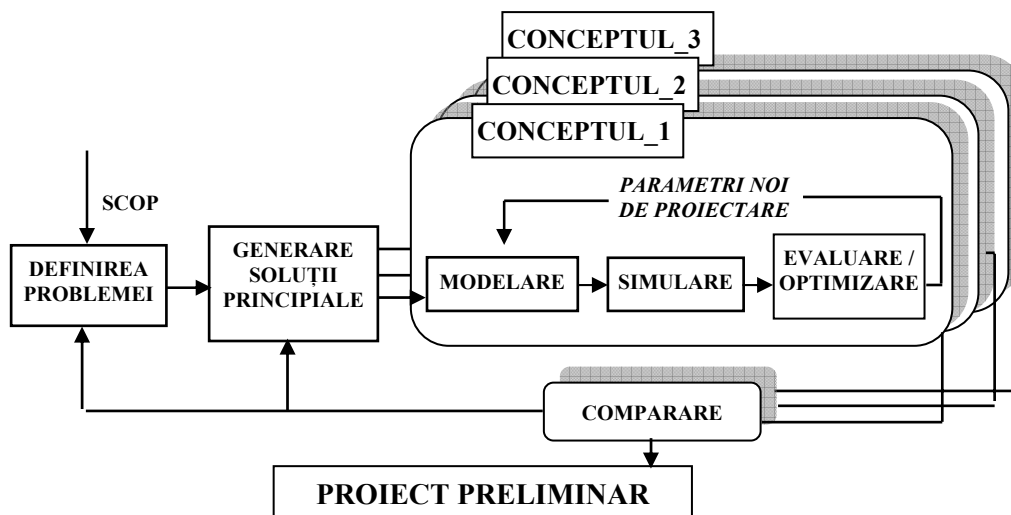 CONCEPTUL_3
CONCEPTUL_2
CONCEPTUL_1
PARAMETRI NOI
DE PROIECTARE
SCOP
DEFINIREA
PROBLEMEI
GENERARE
SOLUȚII
PRINCIPIALE
MODELARE
SIMULARE
EVALUARE /
OPTIMIZARE
COMPARARE
PROIECT PRELIMINAR